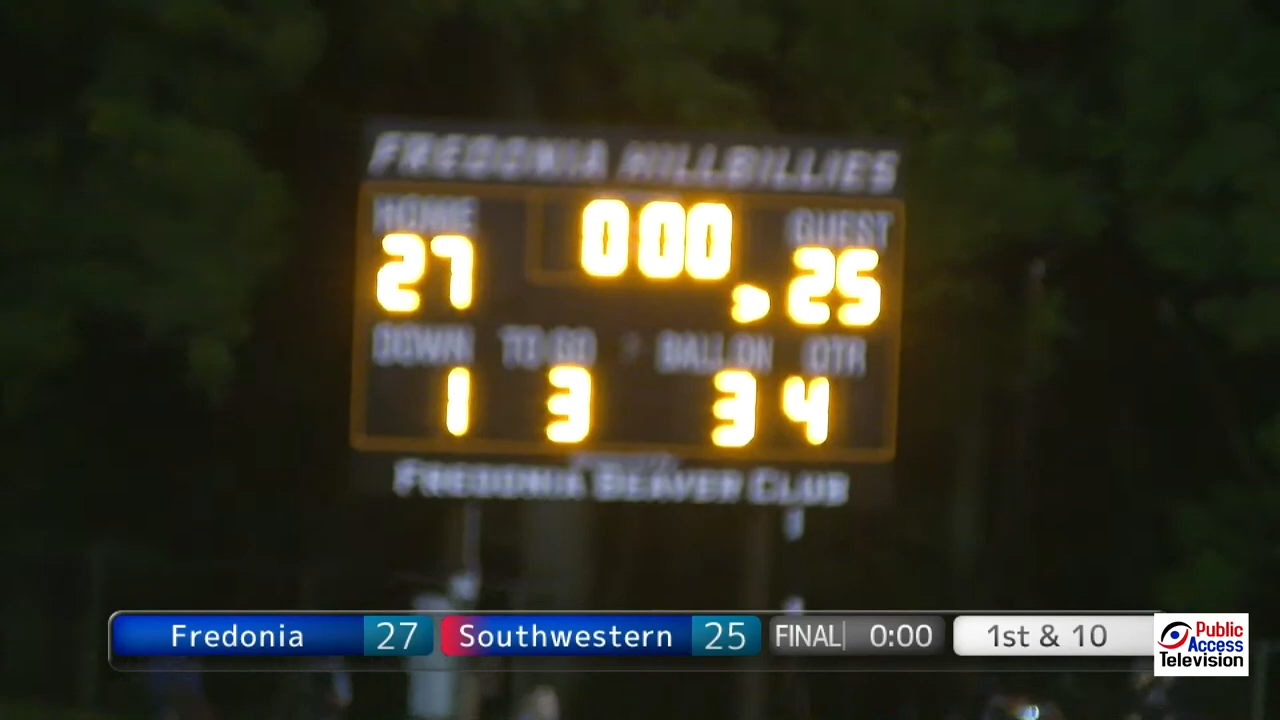 FREDONIA HILLBILLIES
HOME 000 GUEST
27 25
DOWN TO GO BALL ON QTR
1 3 3 4
FREDONIA BEAVER CLUB
Fredonia 27 Southwestern 25 FINAL 0:00 1st & 10
Public
Access
Television